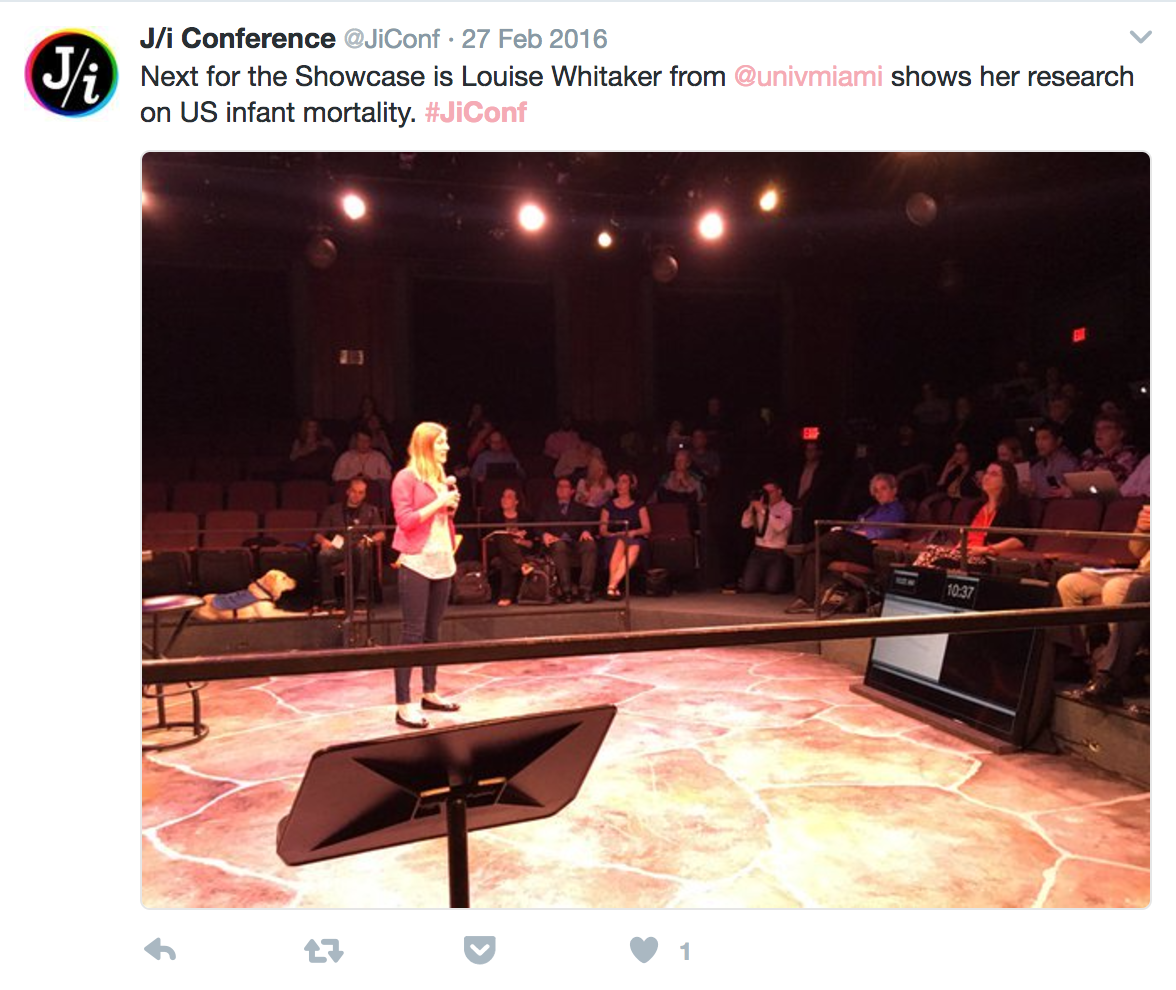 J/i
J/i Conference @JiConf · 27 Feb 2016
Next for the Showcase is Louise Whitaker from @univmiami shows her research
on US infant mortality. #JiConf
EXIT
10:37
1